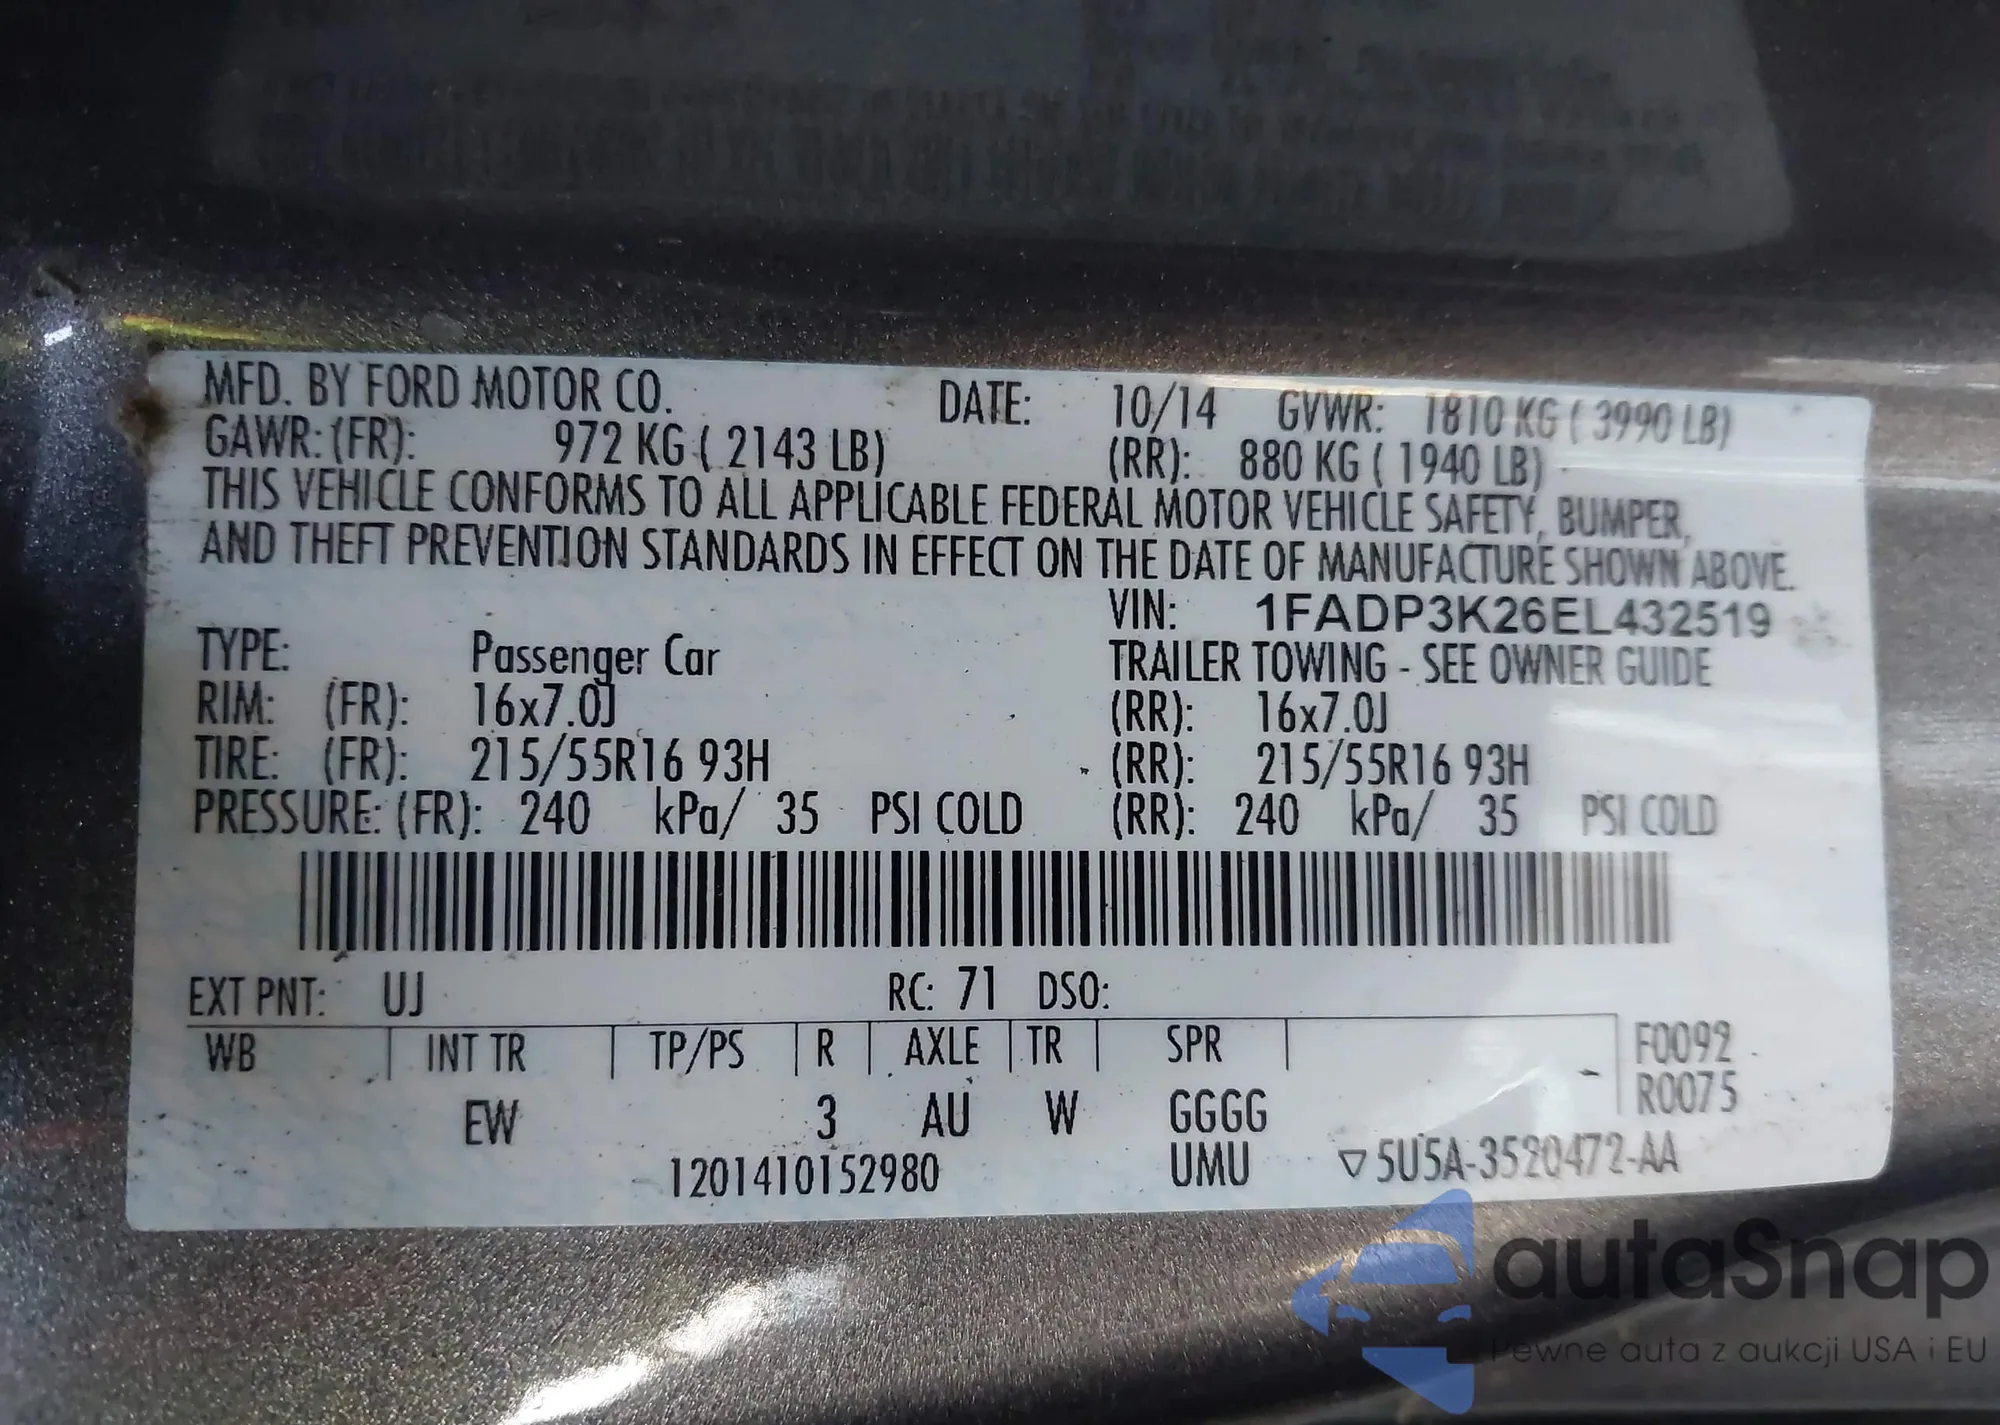 MFD. BY FORD MOTOR CO. DATE: 10/14 GVWR: 1810 KG ( 3990 LB)
GAWR: (FR): 972 KG ( 2143 LB) (RR): 880 KG ( 1940 LB)
THIS VEHICLE CONFORMS TO ALL APPLICABLE FEDERAL MOTOR VEHICLE SAFETY, BUMPER,
AND THEFT PREVENTION STANDARDS IN EFFECT ON THE DATE OF MANUFACTURE SHOWN ABOVE.
VIN: 1FADP3K26EL432519
TYPE: Passenger Car TRAILER TOWING - SEE OWNER GUIDE
RIM: (FR): 16x7.0J (RR): 16x7.0J
TIRE: (FR): 215/55R16 93H (RR): 215/55R16 93H
PRESSURE: (FR): 240 kPa/ 35 PSI COLD (RR): 240 kPa/ 35 PSI COLD
EXT PNT: UJ RC: 71 DSO:
WB INT TR TP/PS R AXLE TR SPR F0092
R0075
EW 3 AU W GGGG
1201410152980 UMU ▽5U5A-3520472-AA
autaSnap
Pewne auta z aukcji USA i EU